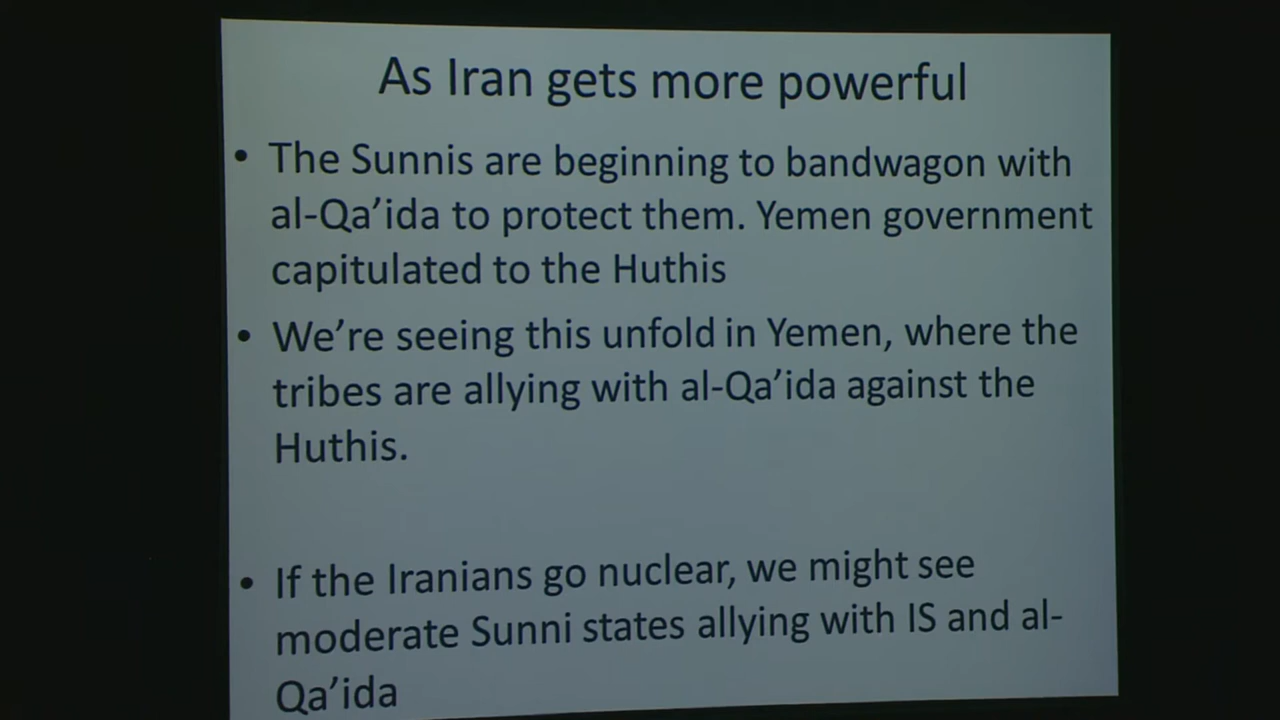 As Iran gets more powerful
• The Sunnis are beginning to bandwagon with
al-Qa’ida to protect them. Yemen government
capitulated to the Huthis
• We’re seeing this unfold in Yemen, where the
tribes are allying with al-Qa’ida against the
Huthis.
• If the Iranians go nuclear, we might see
moderate Sunni states allying with IS and al-
Qa’ida